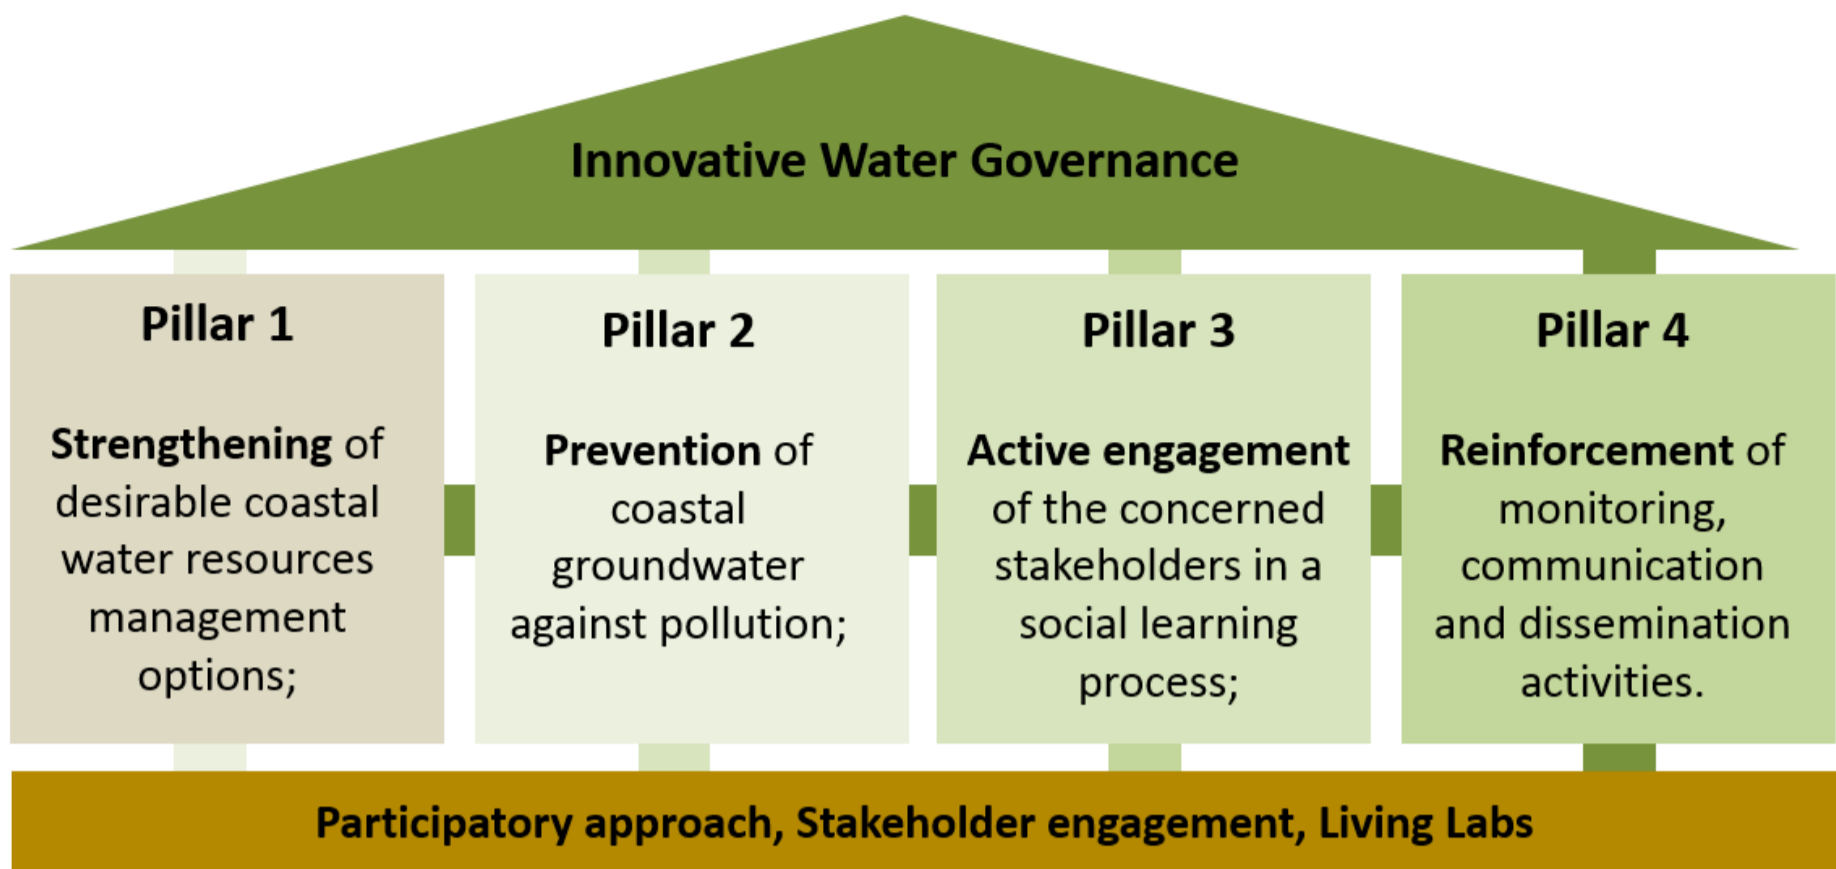 Innovative Water Governance
Pillar 1
Strengthening of
desirable coastal
water resources
management
options;
Pillar 2
Prevention of
coastal
groundwater
against pollution;
Pillar 3
Active engagement
of the concerned
stakeholders in a
social learning
process;
Pillar 4
Reinforcement of
monitoring,
communication
and dissemination
activities.
Participatory approach, Stakeholder engagement, Living Labs